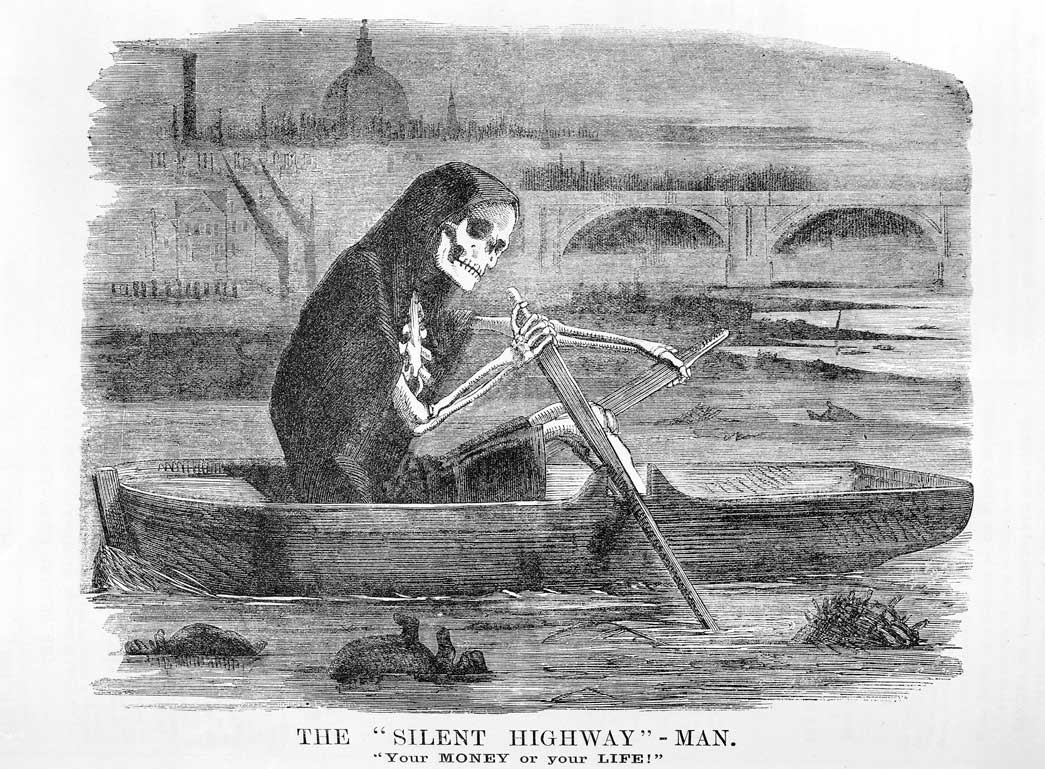 THE "SILENT HIGHWAY"-MAN.
"Your MONEY or your LIFE!"